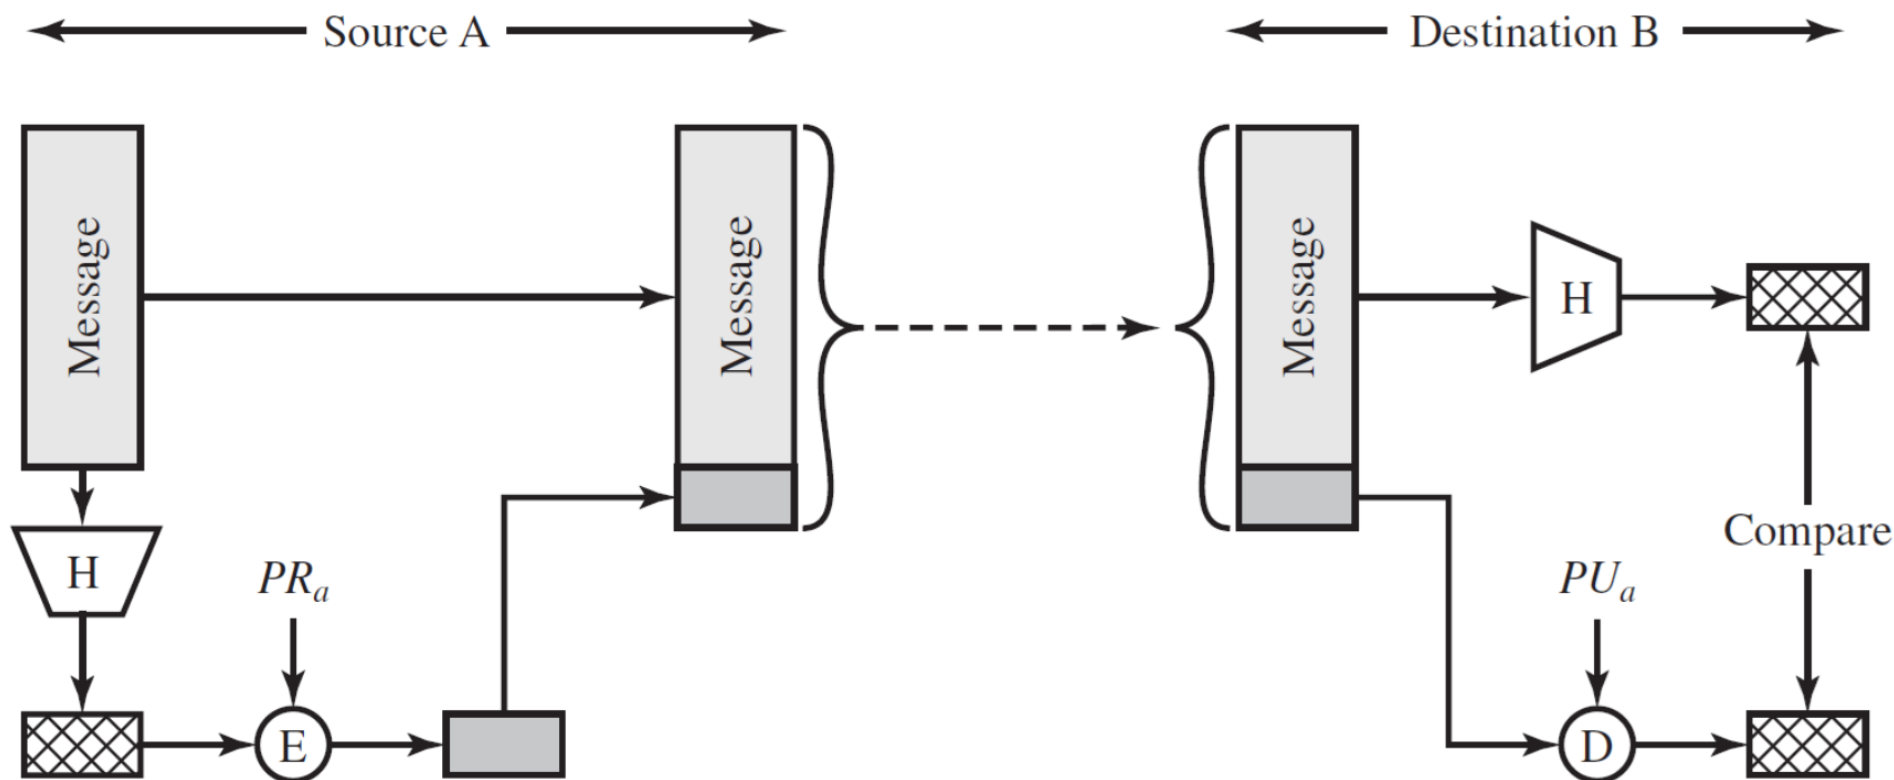 Source A
Destination B
Message
Message
Message
H
H
PRa
E
Compare
PUa
D